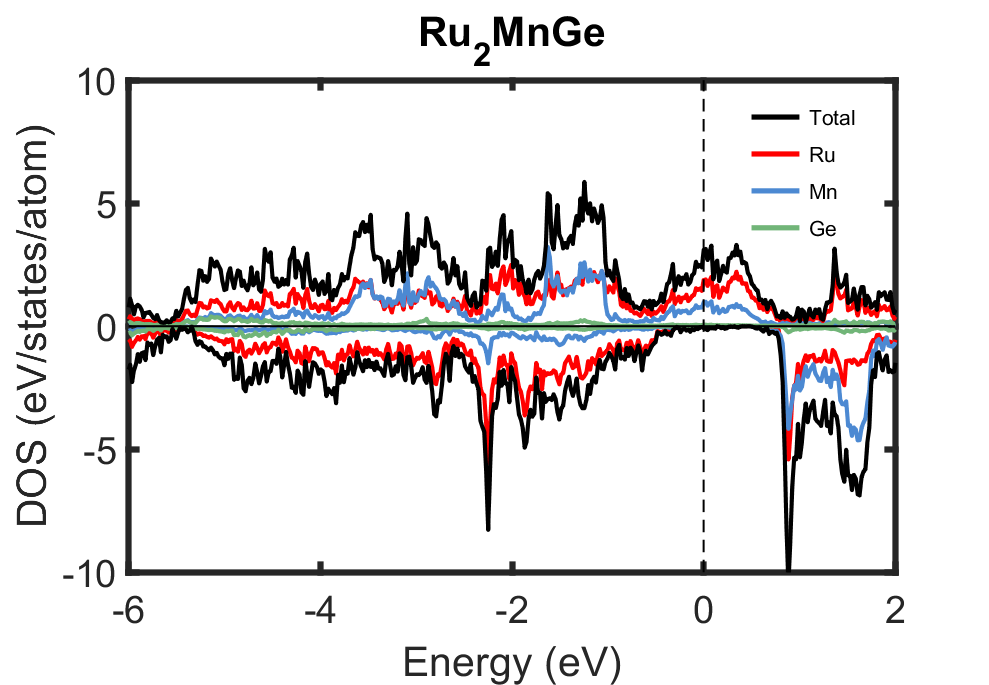 Ru2MnGe
10
5
0
-5
-10
DOS (eV/states/atom)
Total
Ru
Mn
Ge
-6
-4
-2
0
2
Energy (eV)